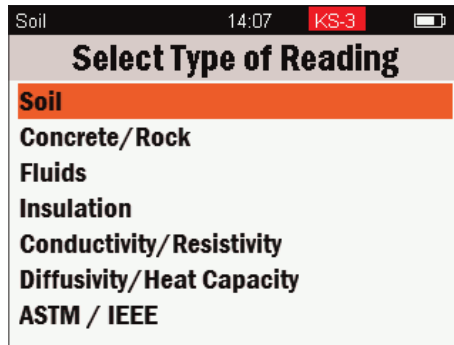 Soil 14:07 KS-3
Select Type of Reading
Soil
Concrete/Rock
Fluids
Insulation
Conductivity/Resistivity
Diffusivity/Heat Capacity
ASTM / IEEE